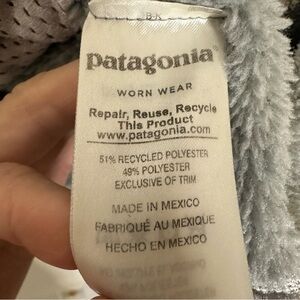 patagonia®
WORN WEAR
Repair, Reuse, Recycle
This Product
www.patagonia.com
51% RECYCLED POLYESTER
49% POLYESTER
EXCLUSIVE OF TRIM
MADE IN MEXICO
FABRIQUÉ AU MEXIQUE
HECHO EN MEXICO